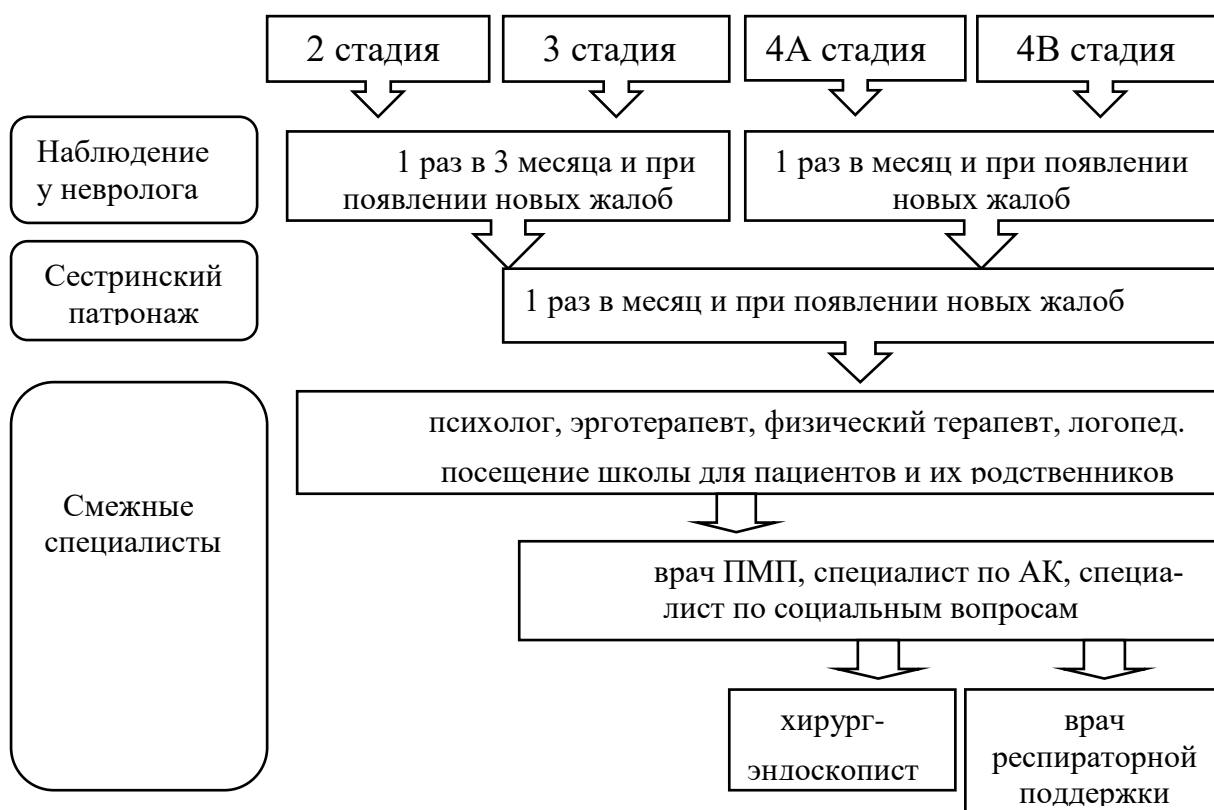 2 стадия
3 стадия
4А стадия
4В стадия
Наблюдение
у невролога
1 раз в 3 месяца и при
появлении новых жалоб
1 раз в месяц и при появлении
новых жалоб
Сестринский
патронаж
1 раз в месяц и при появлении новых жалоб
Смежные
специалисты
психолог, эрготерапевт, физический терапевт, логопед.
посещение школы для пациентов и их родственников
врач ПМП, специалист по АК, специа-
лист по социальным вопросам
хирург-
эндоскопист
врач
респираторной
поддержки